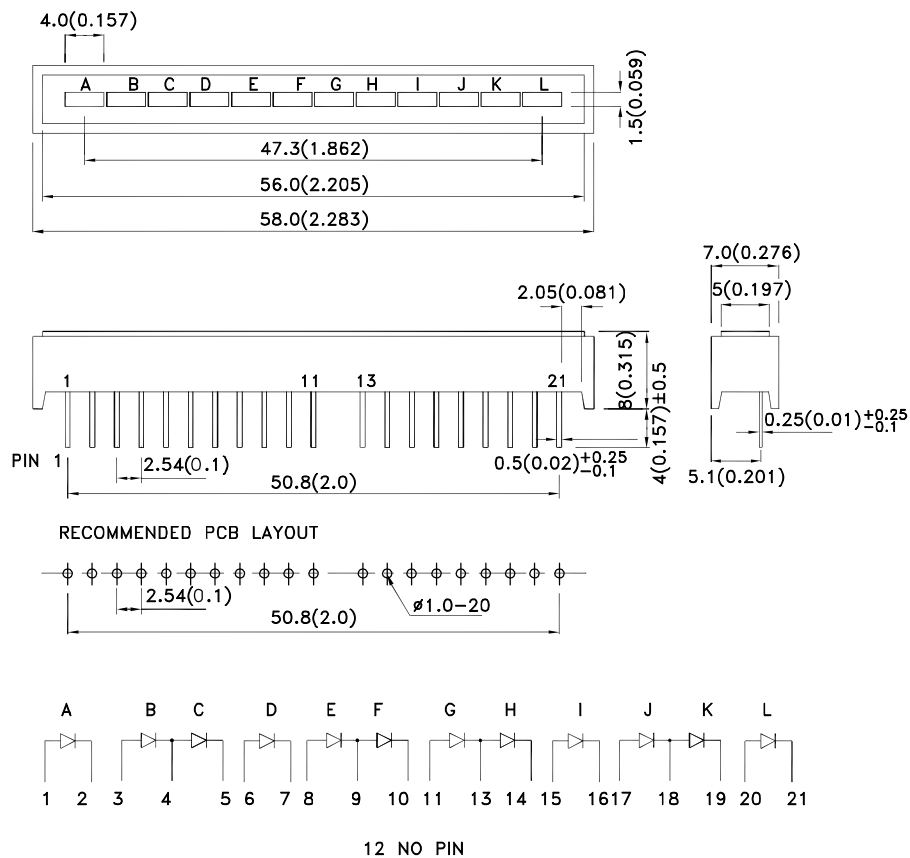 4.0(0.157)
A B C D E F G H I J K L
1.5(0.059)
47.3(1.862)
56.0(2.205)
58.0(2.283)
7.0(0.276)
2.05(0.081)
5(0.197)
8(0.315)
1 11 13 21
4(0.157)±0.5
0.25(0.01)+0.25 −0.1
PIN 1
2.54(0.1)
0.5(0.02)+0.25 −0.1
5.1(0.201)
50.8(2.0)
RECOMMENDED PCB LAYOUT
2.54(0.1)
ø1.0−20
50.8(2.0)
A B C D E F G H I J K L
1 2 3 4 5 6 7 8 9 10 11 13 14 15 16 17 18 19 20 21
12 NO PIN